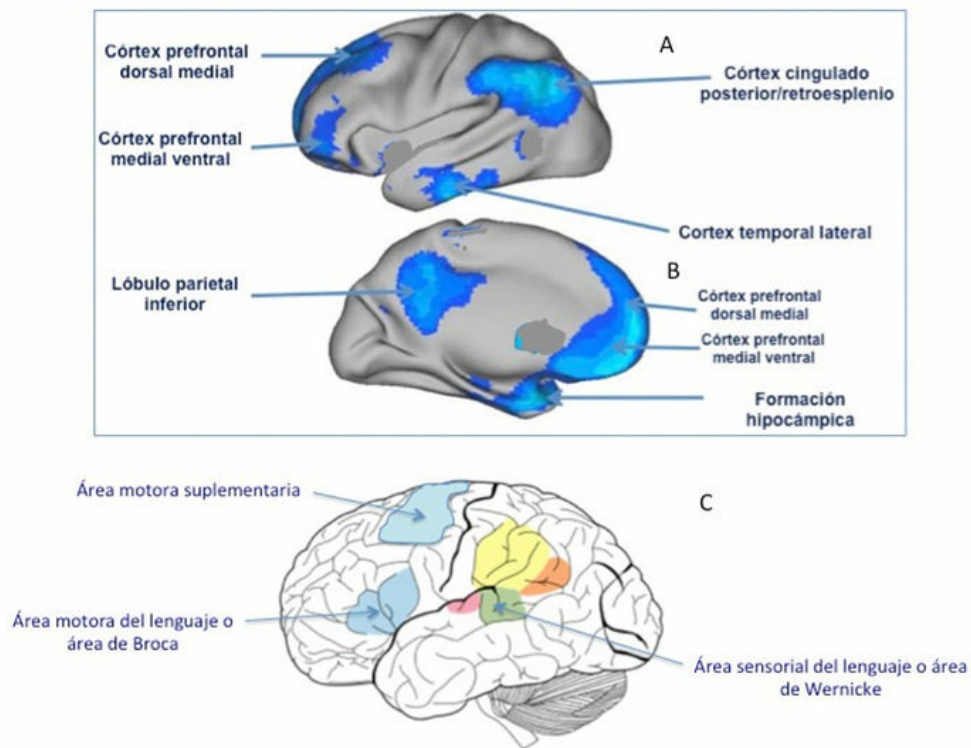 Córtex prefrontal
dorsal medial
A
Córtex cingulado
posterior/retroesplenio
Córtex prefrontal
medial ventral
Cortex temporal lateral
B
Lóbulo parietal
inferior
Córtex prefrontal
dorsal medial
Córtex prefrontal
medial ventral
Formación
hipocámpica
Área motora suplementaria
C
Área motora del lenguaje o
área de Broca
Área sensorial del lenguaje o área
de Wernicke